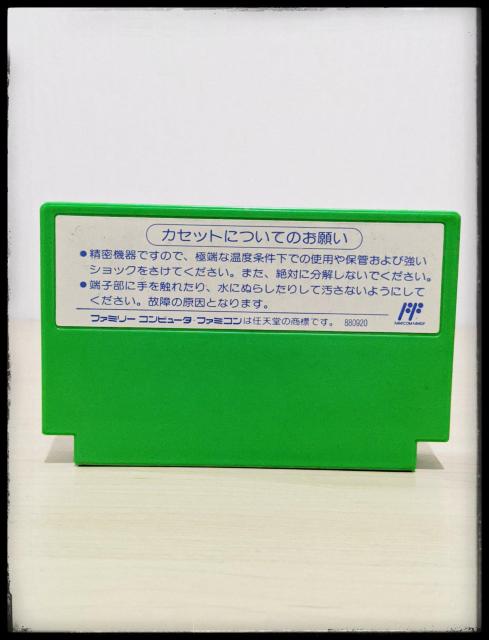 カセットについてのお願い
●精密機器ですので、極端な温度条件下での使用や保管および強い
ショックをさけてください。また、絶対に分解しないでください。
●端子部に手を触れたり、水にぬらしたりして汚さないようにして
ください。故障の原因となります。
ファミリー コンピュータ・ファミコンは任天堂の商標です。 880920